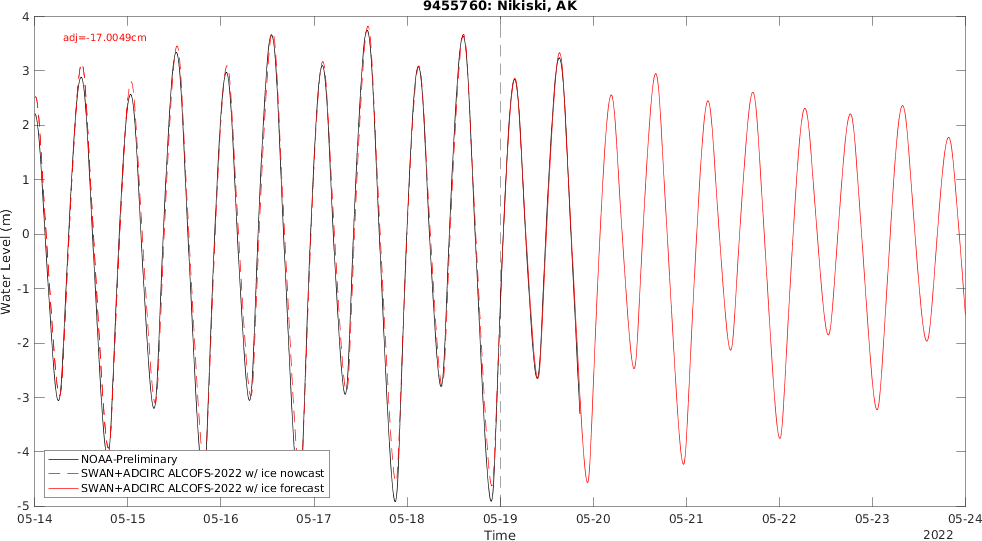 9455760: Nikiski, AK
adj=-17.0049cm
Water Level (m)
4
3
2
1
0
-1
-2
-3
-4
-5
NOAA-Preliminary
SWAN+ADCIRC ALCOFS-2022 w/ ice nowcast
SWAN+ADCIRC ALCOFS-2022 w/ ice forecast
05-14 05-15 05-16 05-17 05-18 05-19 05-20 05-21 05-22 05-23 05-24
Time
2022